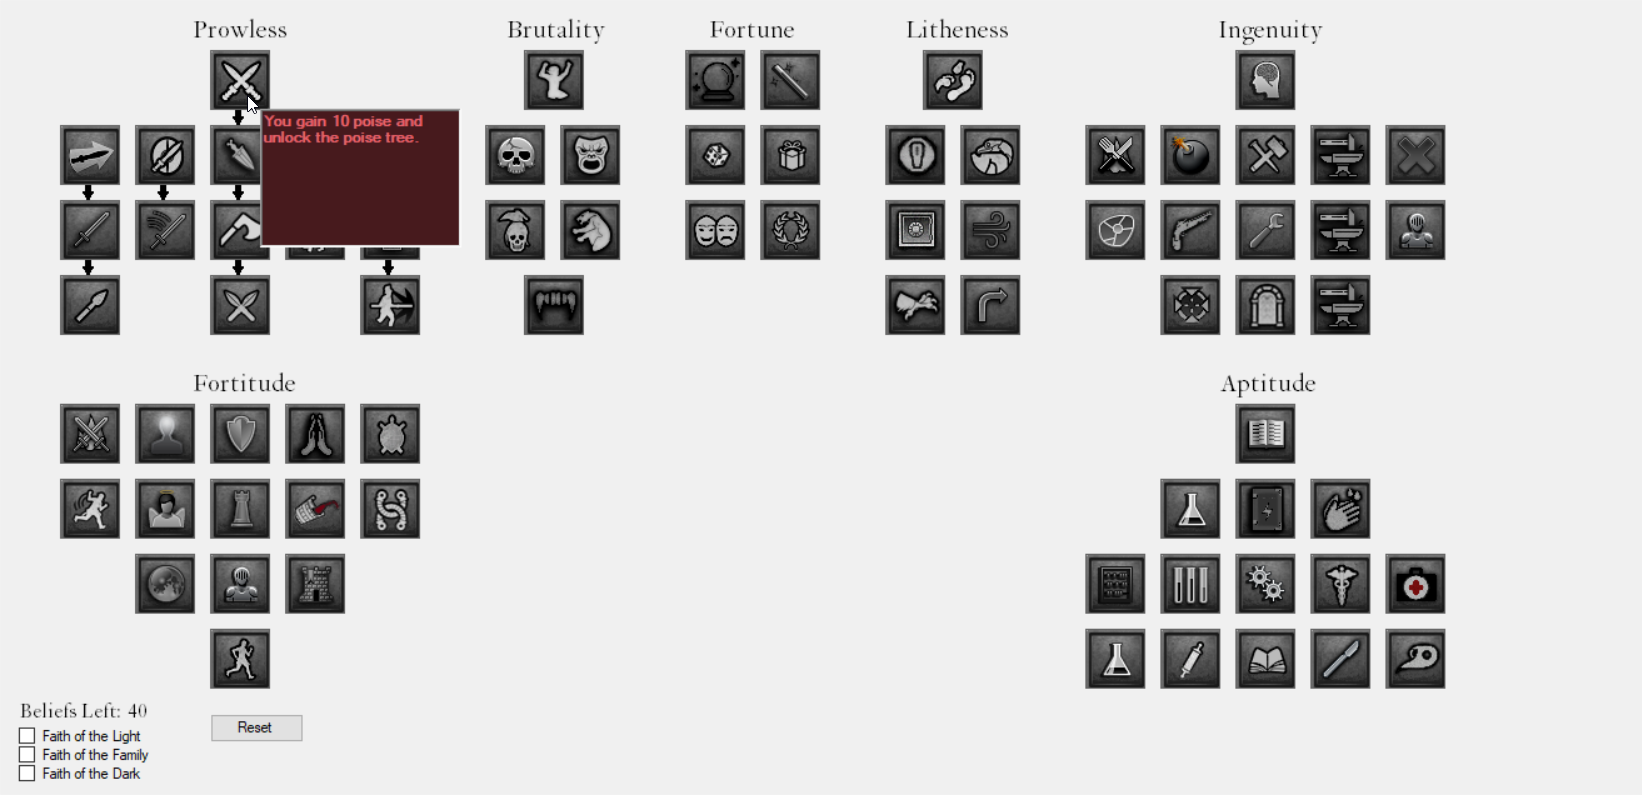 Prowless
Brutality
Fortune
Litheness
Ingenuity
You gain 10 poise and
unlock the poise tree.
Fortitude
Aptitude
Beliefs Left: 40
Reset
Faith of the Light
Faith of the Family
Faith of the Dark